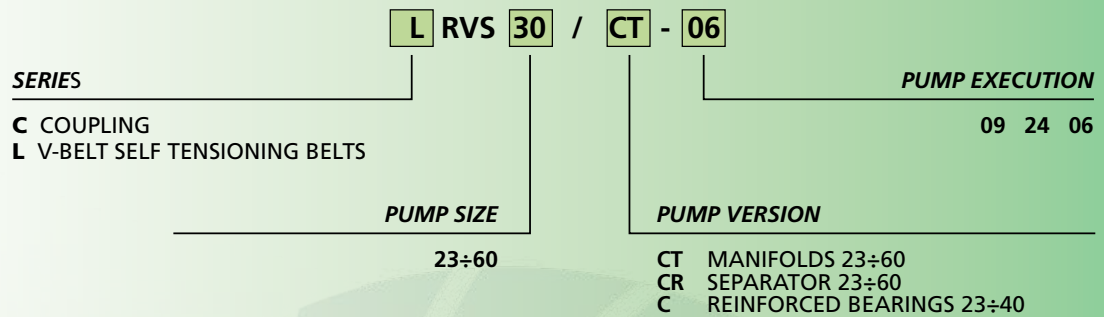 L RVS 30 / CT - 06
SERIES
PUMP EXECUTION
C COUPLING
09 24 06
L V-BELT SELF TENSIONING BELTS
PUMP SIZE
PUMP VERSION
23÷60
CT MANIFOLDS 23÷60
CR SEPARATOR 23÷60
C REINFORCED BEARINGS 23÷40